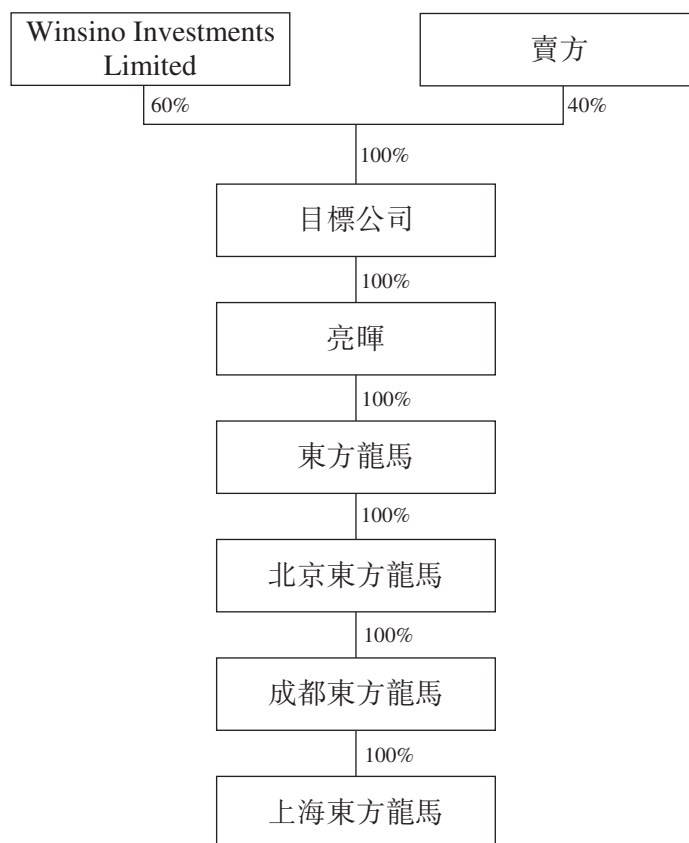 Winsino Investments
Limited
賣方
60%
40%
100%
目標公司
100%
亮暉
100%
東方龍馬
100%
北京東方龍馬
100%
成都東方龍馬
100%
上海東方龍馬